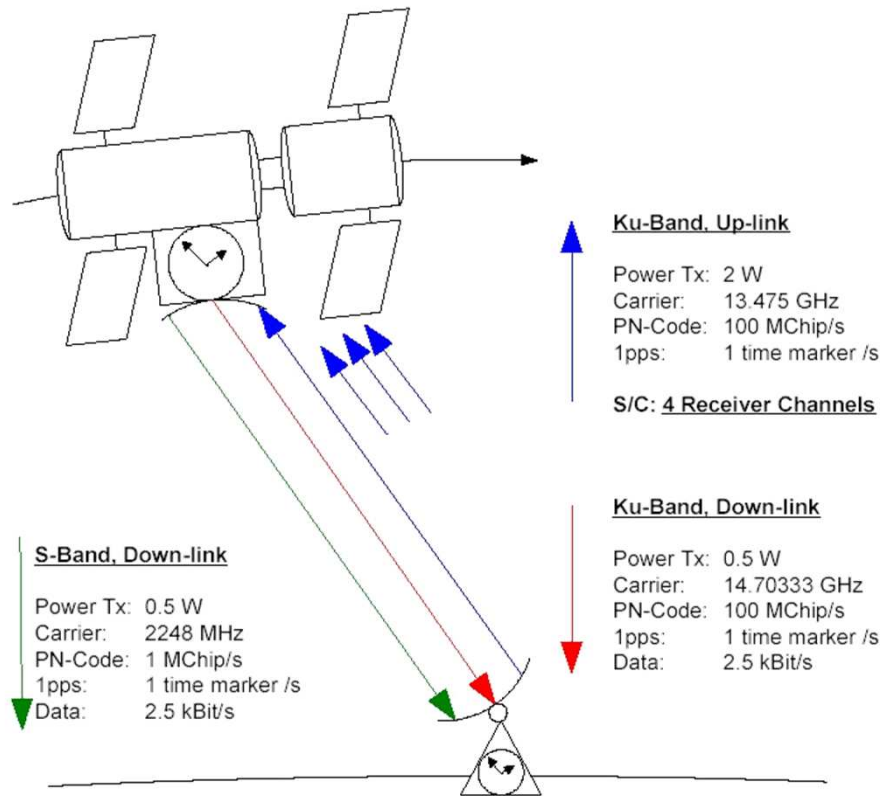 Ku-Band, Up-link
Power Tx: 2 W
Carrier: 13.475 GHz
PN-Code: 100 MChip/s
1pps: 1 time marker /s
S/C: 4 Receiver Channels
Ku-Band, Down-link
Power Tx: 0.5 W
Carrier: 14.70333 GHz
PN-Code: 100 MChip/s
1pps: 1 time marker /s
Data: 2.5 kBit/s
S-Band, Down-link
Power Tx: 0.5 W
Carrier: 2248 MHz
PN-Code: 1 MChip/s
1pps: 1 time marker /s
Data: 2.5 kBit/s